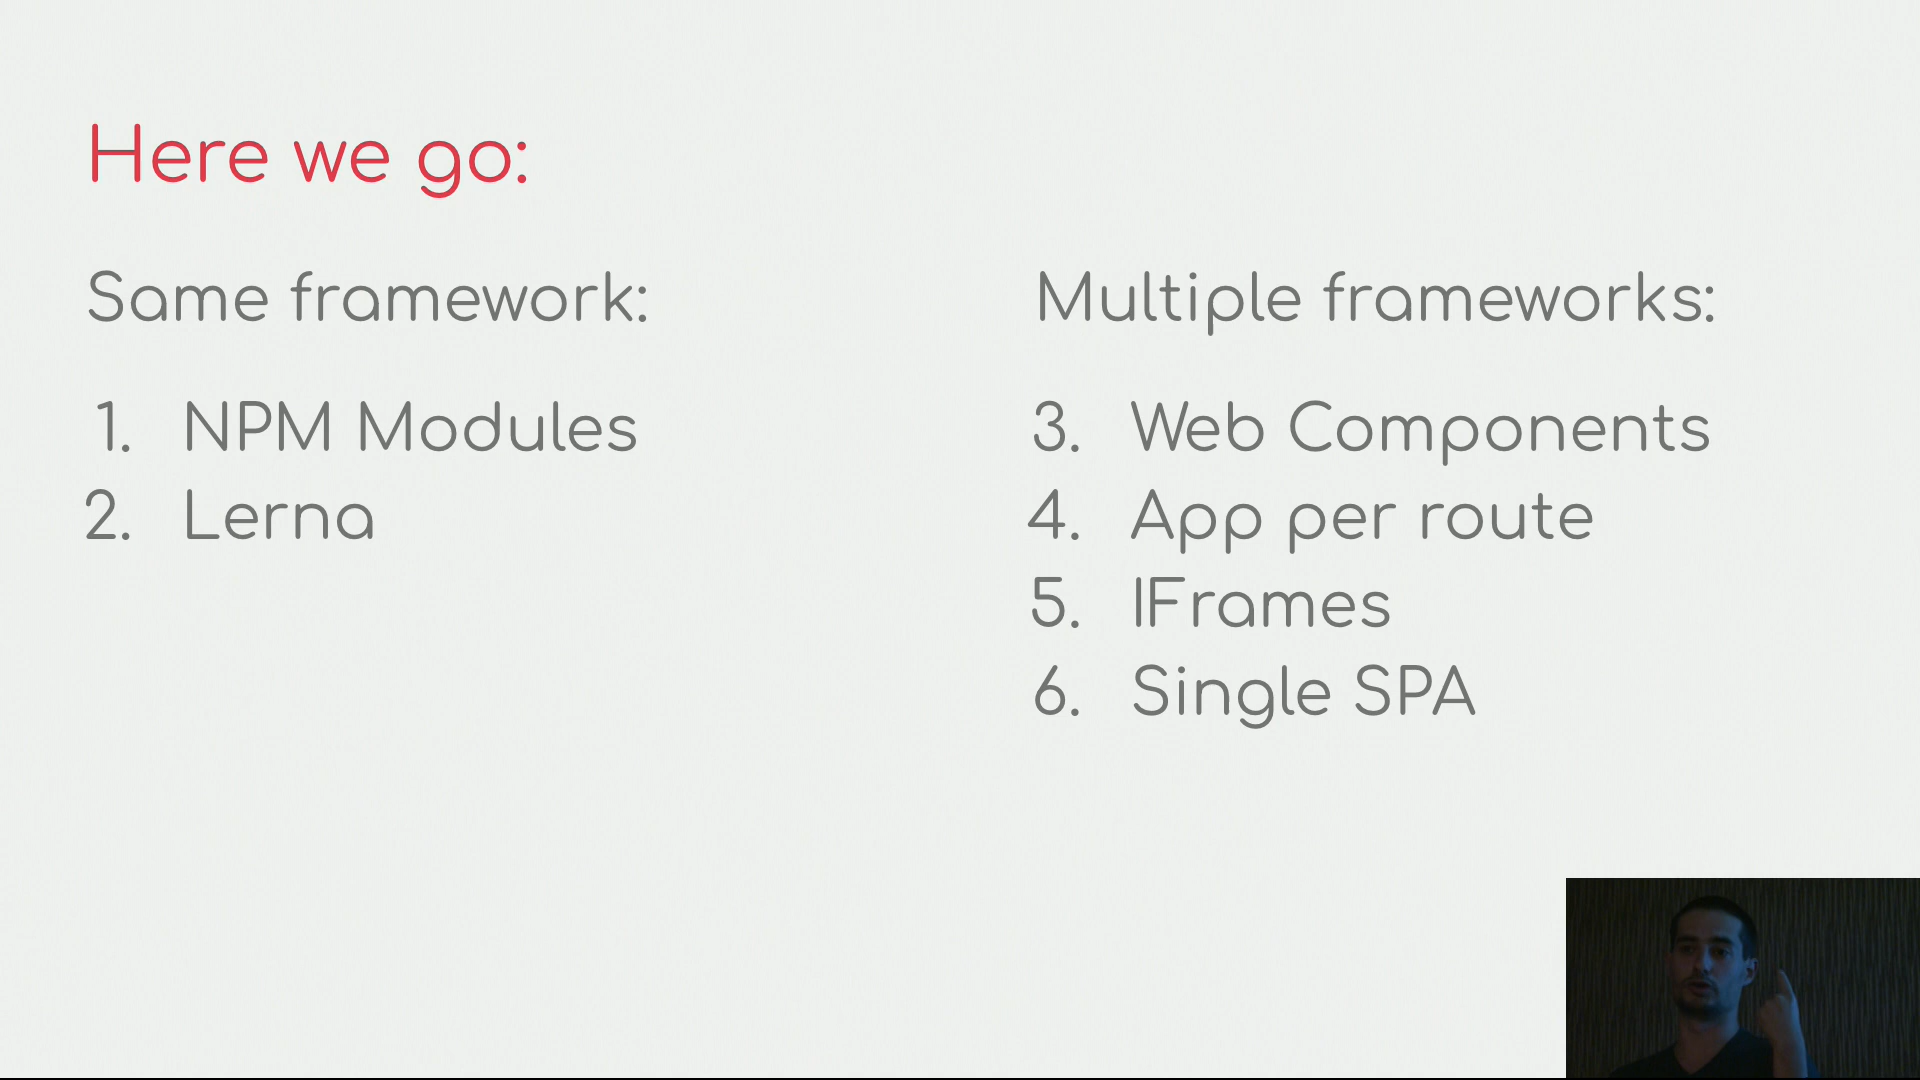 Here we go:
Same framework:
1. NPM Modules
2. Lerna
Multiple frameworks:
3. Web Components
4. App per route
5. IFrames
6. Single SPA